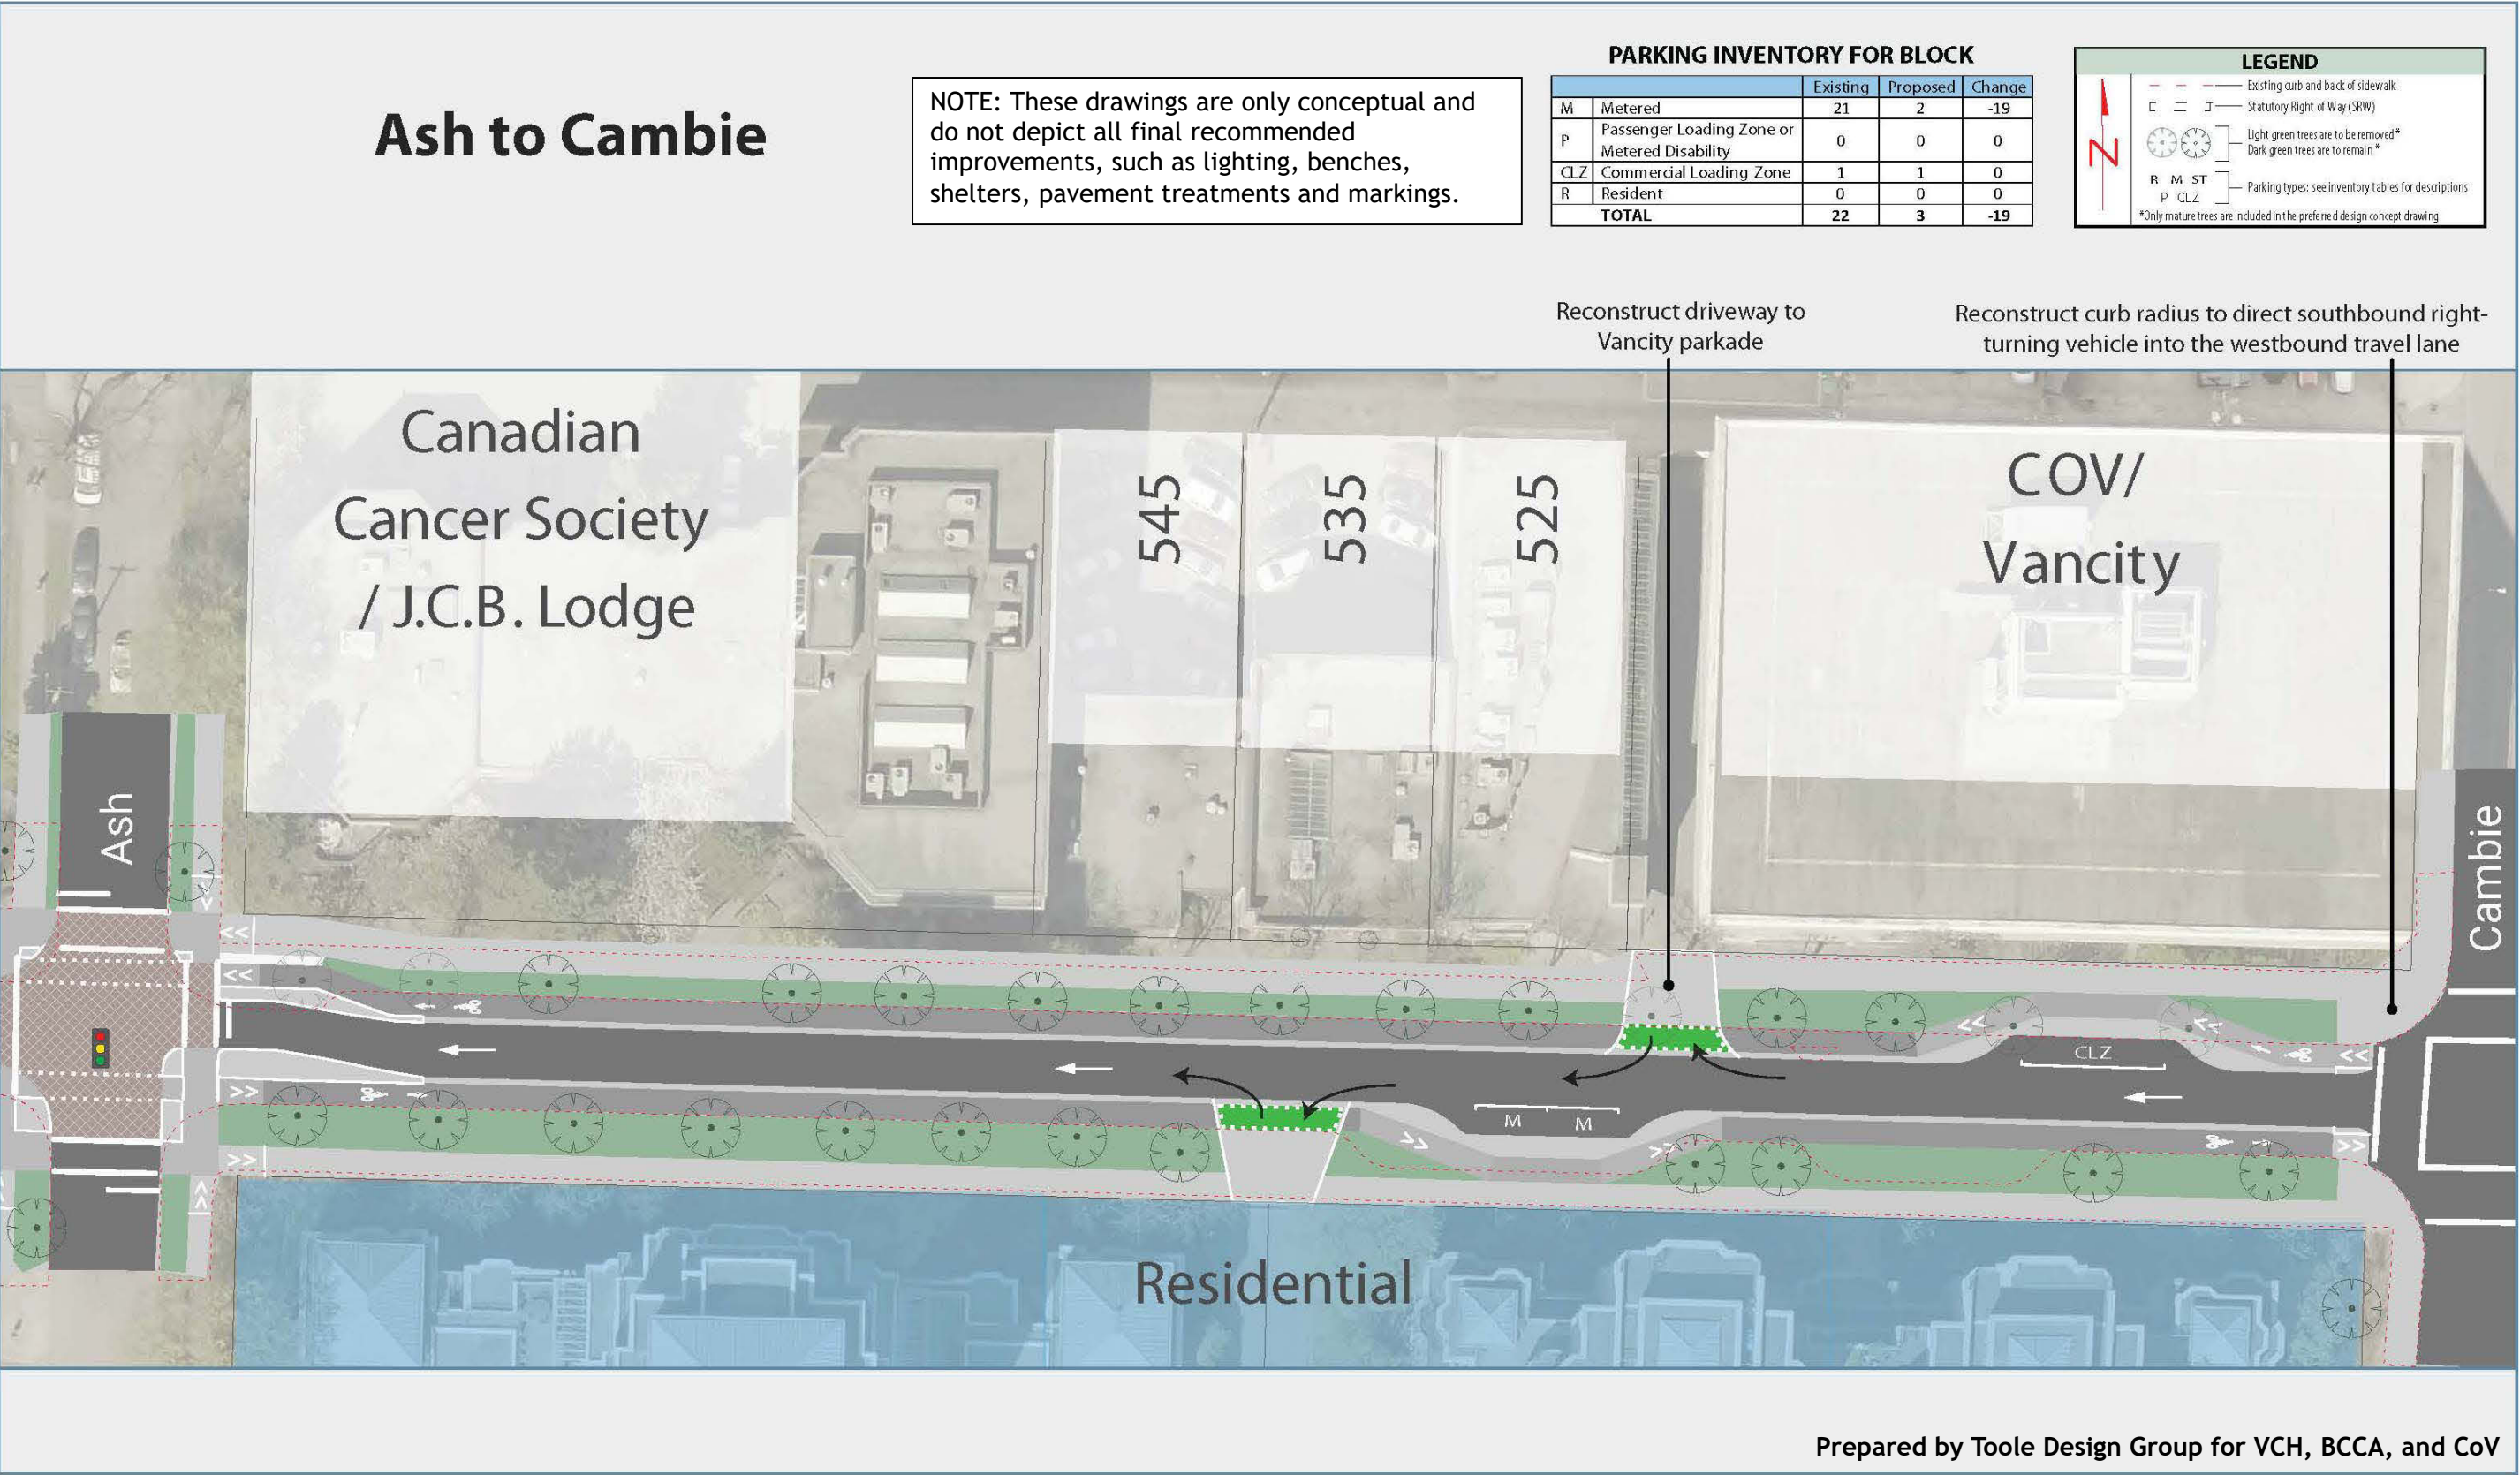 Ash to Cambie
NOTE: These drawings are only conceptual and
do not depict all final recommended
improvements, such as lighting, benches,
shelters, pavement treatments and markings.
PARKING INVENTORY FOR BLOCK
Existing Proposed Change
M Metered 21 2 -19
P Passenger Loading Zone or
Metered Disability 0 0 0
CLZ Commercial Loading Zone 1 1 0
R Resident 0 0 0
TOTAL 22 3 -19
LEGEND
N
Existing curb and back of sidewalk
Statutory Right of Way (SRW)
Light green trees are to be removed*
Dark green trees are to remain*
R M ST
P CLZ
Parking types: see inventory tables for descriptions
*Only mature trees are included in the preferred design concept drawing
Reconstruct driveway to
Vancity parkade
Reconstruct curb radius to direct southbound right-
turning vehicle into the westbound travel lane
Canadian
Cancer Society
/ J.C.B. Lodge
545
535
525
COV/
Vancity
Ash
Cambie
CLZ
M M
Residential
Prepared by Toole Design Group for VCH, BCCA, and CoV